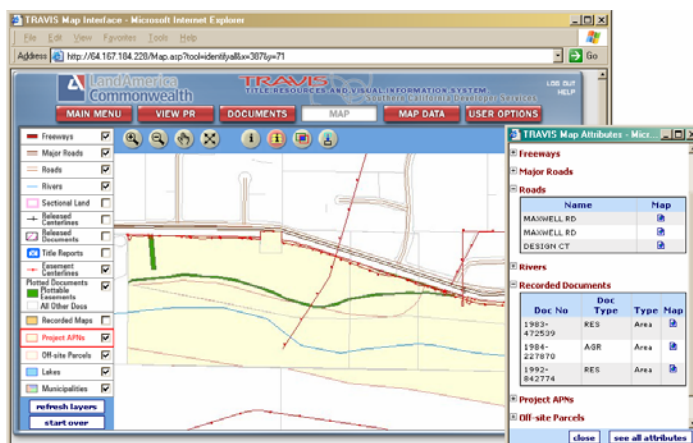 TRAVIS Map Interface - Microsoft Internet Explorer
File Edit View Favorites Tools Help
Address http://64.167.184.228/Map.asp?tool=identifyall&x=387&y=71 Go
LandAmerica
Commonwealth
TRAVIS
TITLE RESOURCES AND VISUAL INFORMATION SYSTEM
Southern California Developer Services
LOG OUT
HELP
MAIN MENU VIEW PR DOCUMENTS MAP MAP DATA USER OPTIONS
Freeways
Major Roads
Roads
Rivers
Sectional Land
Released
Centerlines
Released
Documents
Title Reports
Easement
Centerlines
Plotted Documents
Plottable
Easements
All Other Docs
Recorded Maps
Project APNs
Off-site Parcels
Lakes
Municipalities
refresh layers
start over
TRAVIS Map Attributes - Micr...
Freeways
Major Roads
Roads
Name Map
MAXWELL RD
MAXWELL RD
DESIGN CT
Rivers
Recorded Documents
Doc No Doc Type Type Map
1983-
472539 RES Area
1984-
227870 AGR Area
1992-
842774 RES Area
Project APNs
Off-site Parcels
close see all attributes